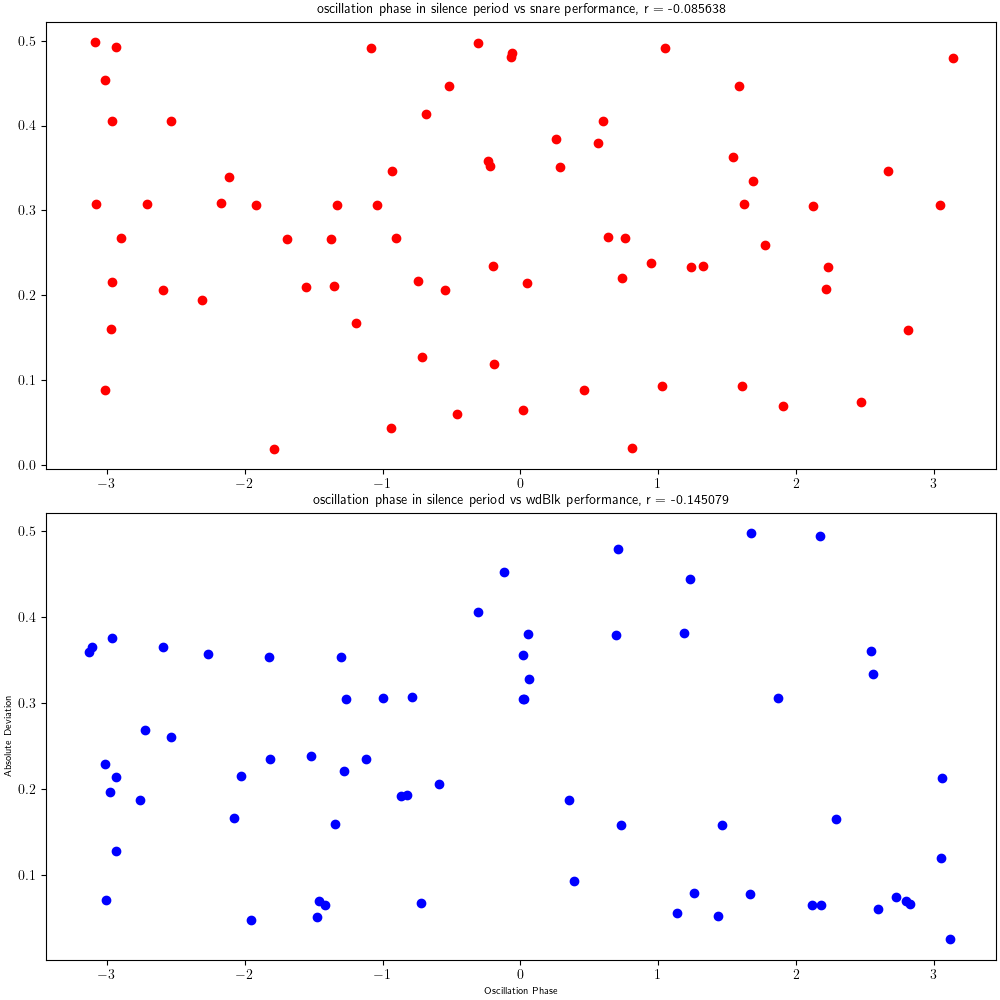 oscillation phase in silence period vs snare performance, r = -0.085638
0.5
0.4
0.3
0.2
0.1
0.0
−3 −2 −1 0 1 2 3
oscillation phase in silence period vs wdBlk performance, r = -0.145079
Absolute Deviation
0.5
0.4
0.3
0.2
0.1
−3 −2 −1 0 1 2 3
Oscillation Phase